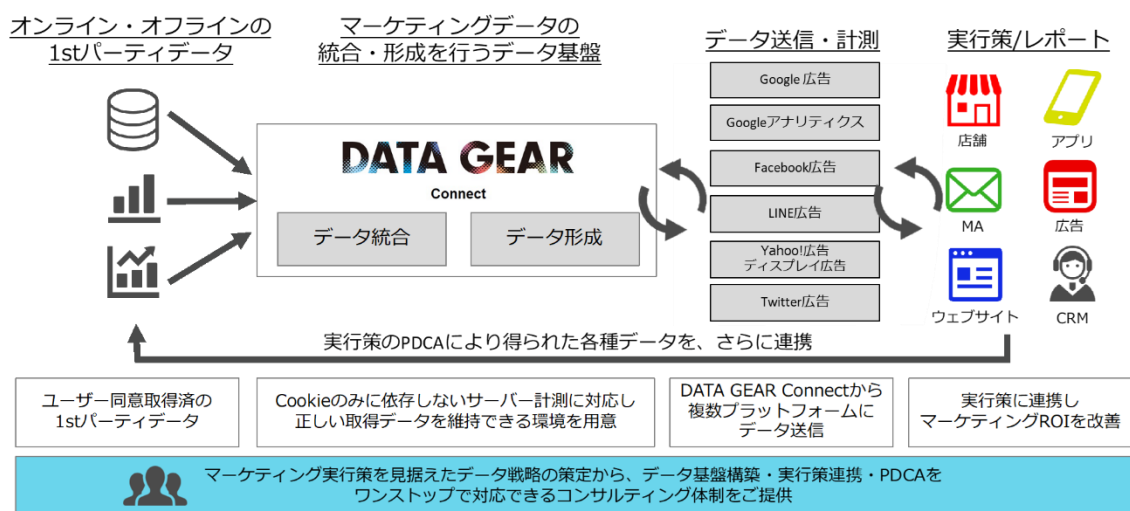 オンライン・オフラインの
1stパーティデータ
マーケティングデータの
統合・形成を行うデータ基盤
データ送信・計測
実行策/レポート
DATA GEAR
Connect
データ統合
データ形成
Google 広告
Googleアナリティクス
Facebook広告
LINE広告
Yahoo!広告
ディスプレイ広告
Twitter広告
店舗
アプリ
MA
広告
ウェブサイト
CRM
実行策のPDCAにより得られた各種データを、さらに連携
ユーザー同意取得済の
1stパーティデータ
Cookieのみに依存しないサーバー計測に対応し
正しい取得データを維持できる環境を用意
DATA GEAR Connectから
複数プラットフォームに
データ送信
実行策に連携し
マーケティングROIを改善
マーケティング実行策を見据えたデータ戦略の策定から、データ基盤構築・実行策連携・PDCAを
ワンストップで対応できるコンサルティング体制をご提供